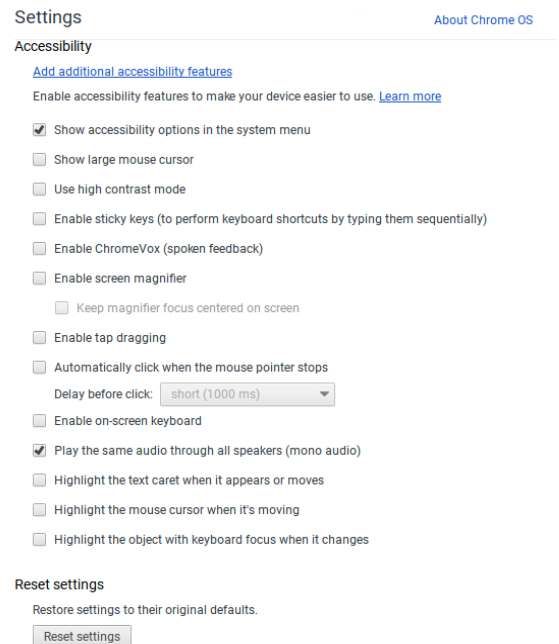 Settings
About Chrome OS
Accessibility
Add additional accessibility features
Enable accessibility features to make your device easier to use. Learn more
Show accessibility options in the system menu
Show large mouse cursor
Use high contrast mode
Enable sticky keys (to perform keyboard shortcuts by typing them sequentially)
Enable ChromeVox (spoken feedback)
Enable screen magnifier
Keep magnifier focus centered on screen
Enable tap dragging
Automatically click when the mouse pointer stops
Delay before click: short (1000 ms)
Enable on-screen keyboard
Play the same audio through all speakers (mono audio)
Highlight the text caret when it appears or moves
Highlight the mouse cursor when it's moving
Highlight the object with keyboard focus when it changes
Reset settings
Restore settings to their original defaults.
Reset settings